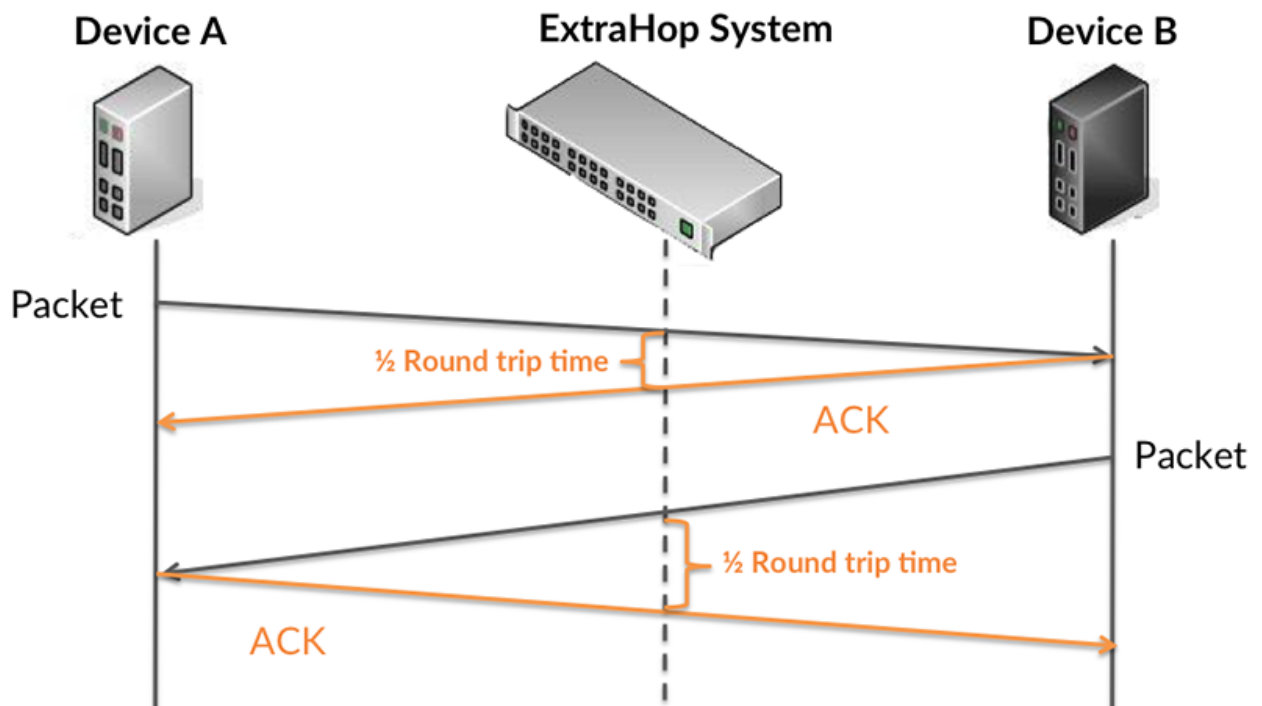 Device A
ExtraHop System
Device B
Packet
½ Round trip time
ACK
Packet
½ Round trip time
ACK